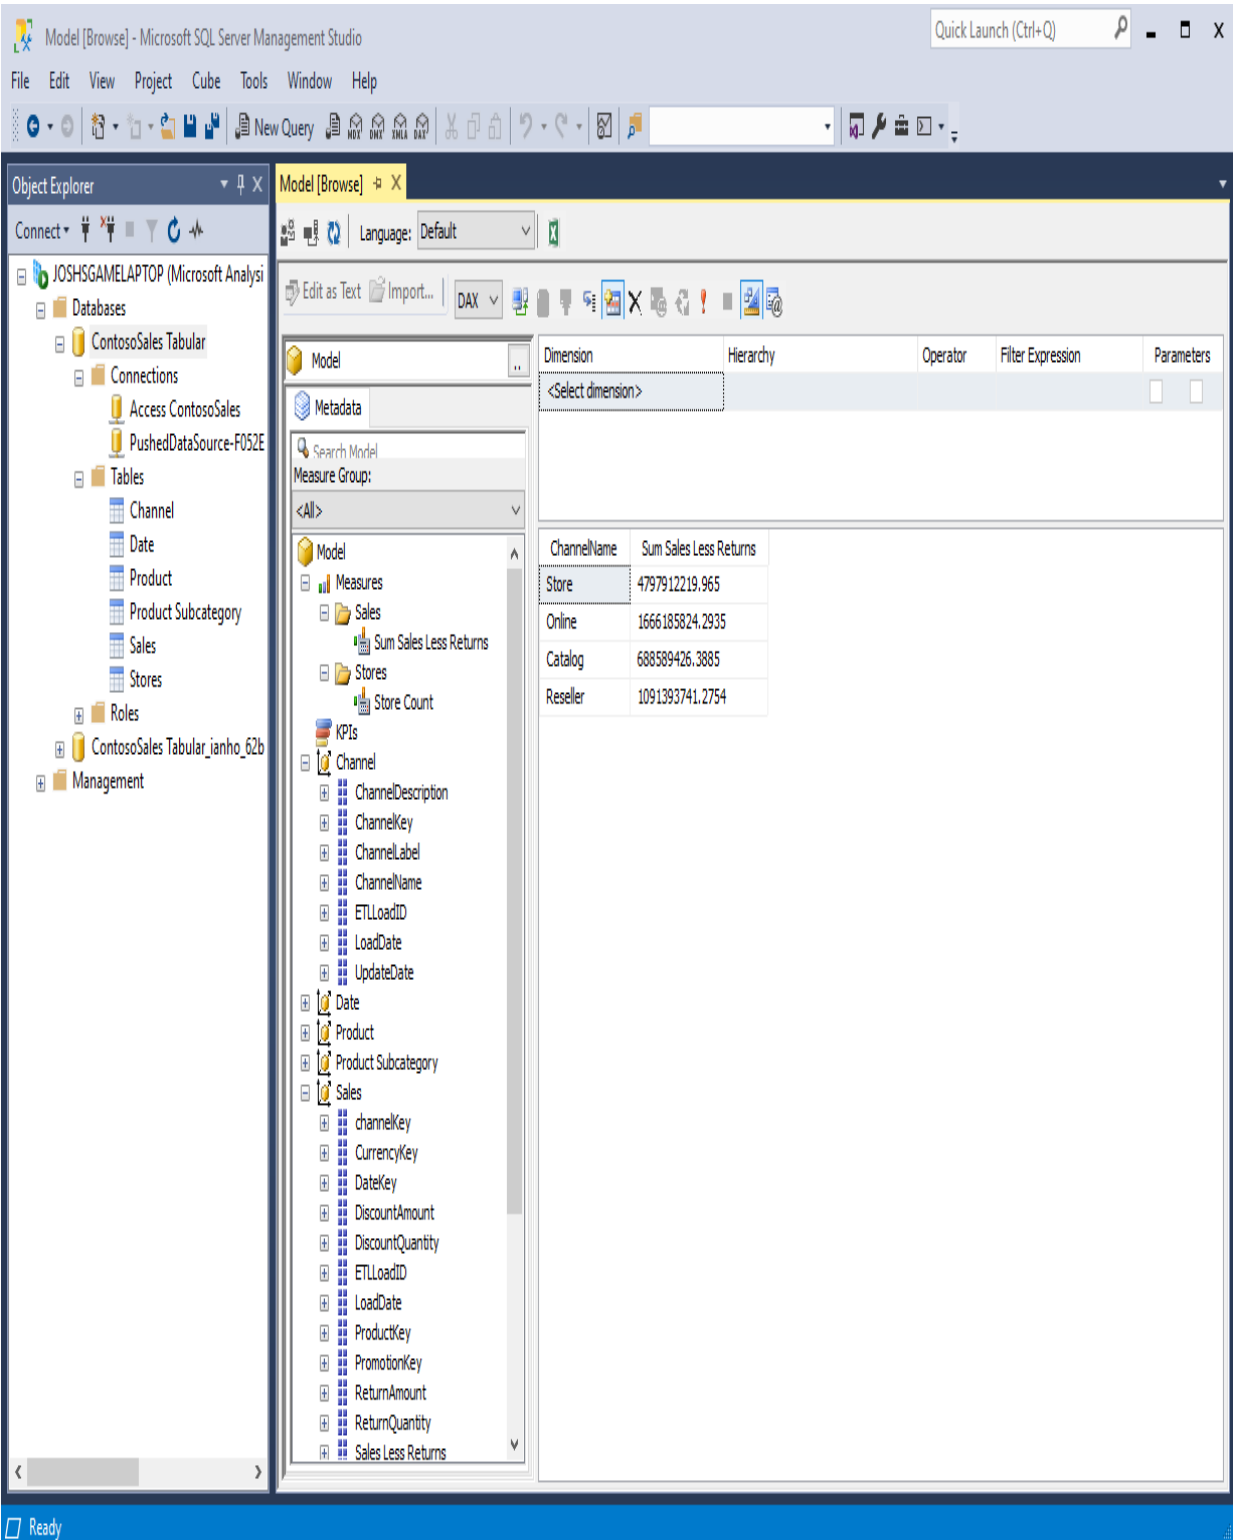 Model [Browse] - Microsoft SQL Server Management Studio
Quick Launch (Ctrl+Q)
File Edit View Project Cube Tools Window Help
New Query MDX DMX XMLA DAX
Object Explorer
Model [Browse]
Connect
Language: Default
JOSHSGAMELAPTOP (Microsoft Analysi
Databases
ContosoSales Tabular
Connections
Access ContosoSales
PushedDataSource-F052E
Tables
Channel
Date
Product
Product Subcategory
Sales
Stores
Roles
ContosoSales Tabular_ianho_62b
Management
Edit as Text Import... DAX
Model ..
Metadata
Search Model
Measure Group:
<All>
Model
Measures
Sales
Sum Sales Less Returns
Stores
Store Count
KPIs
Channel
ChannelDescription
ChannelKey
ChannelLabel
ChannelName
ETLLoadID
LoadDate
UpdateDate
Date
Product
Product Subcategory
Sales
channelKey
CurrencyKey
DateKey
DiscountAmount
DiscountQuantity
ETLLoadID
LoadDate
ProductKey
PromotionKey
ReturnAmount
ReturnQuantity
Sales Less Returns
Dimension Hierarchy Operator Filter Expression Parameters
<Select dimension>
ChannelName Sum Sales Less Returns
Store 4797912219.965
Online 1666185824.2935
Catalog 688589426.3885
Reseller 1091393741.2754
Ready